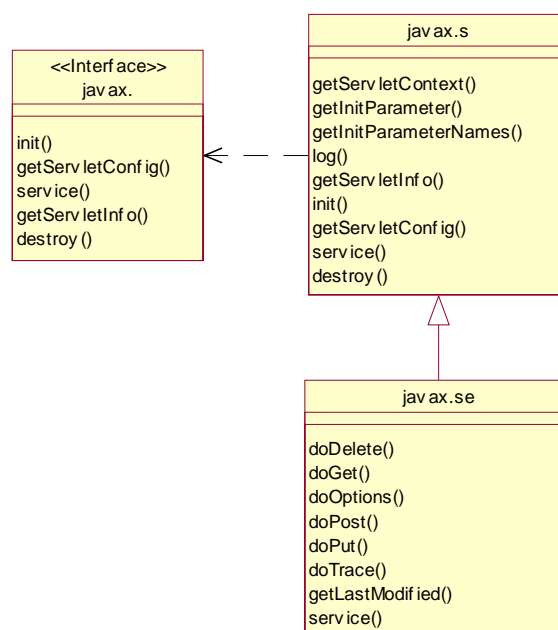 <<Interface>>
javax.
init()
getServletConfig()
service()
getServletInfo()
destroy()
javax.s
getServletContext()
getInitParameter()
getInitParameterNames()
log()
getServletInfo()
init()
getServletConfig()
service()
destroy()
javax.se
doDelete()
doGet()
doOptions()
doPost()
doPut()
doTrace()
getLastModified()
service()